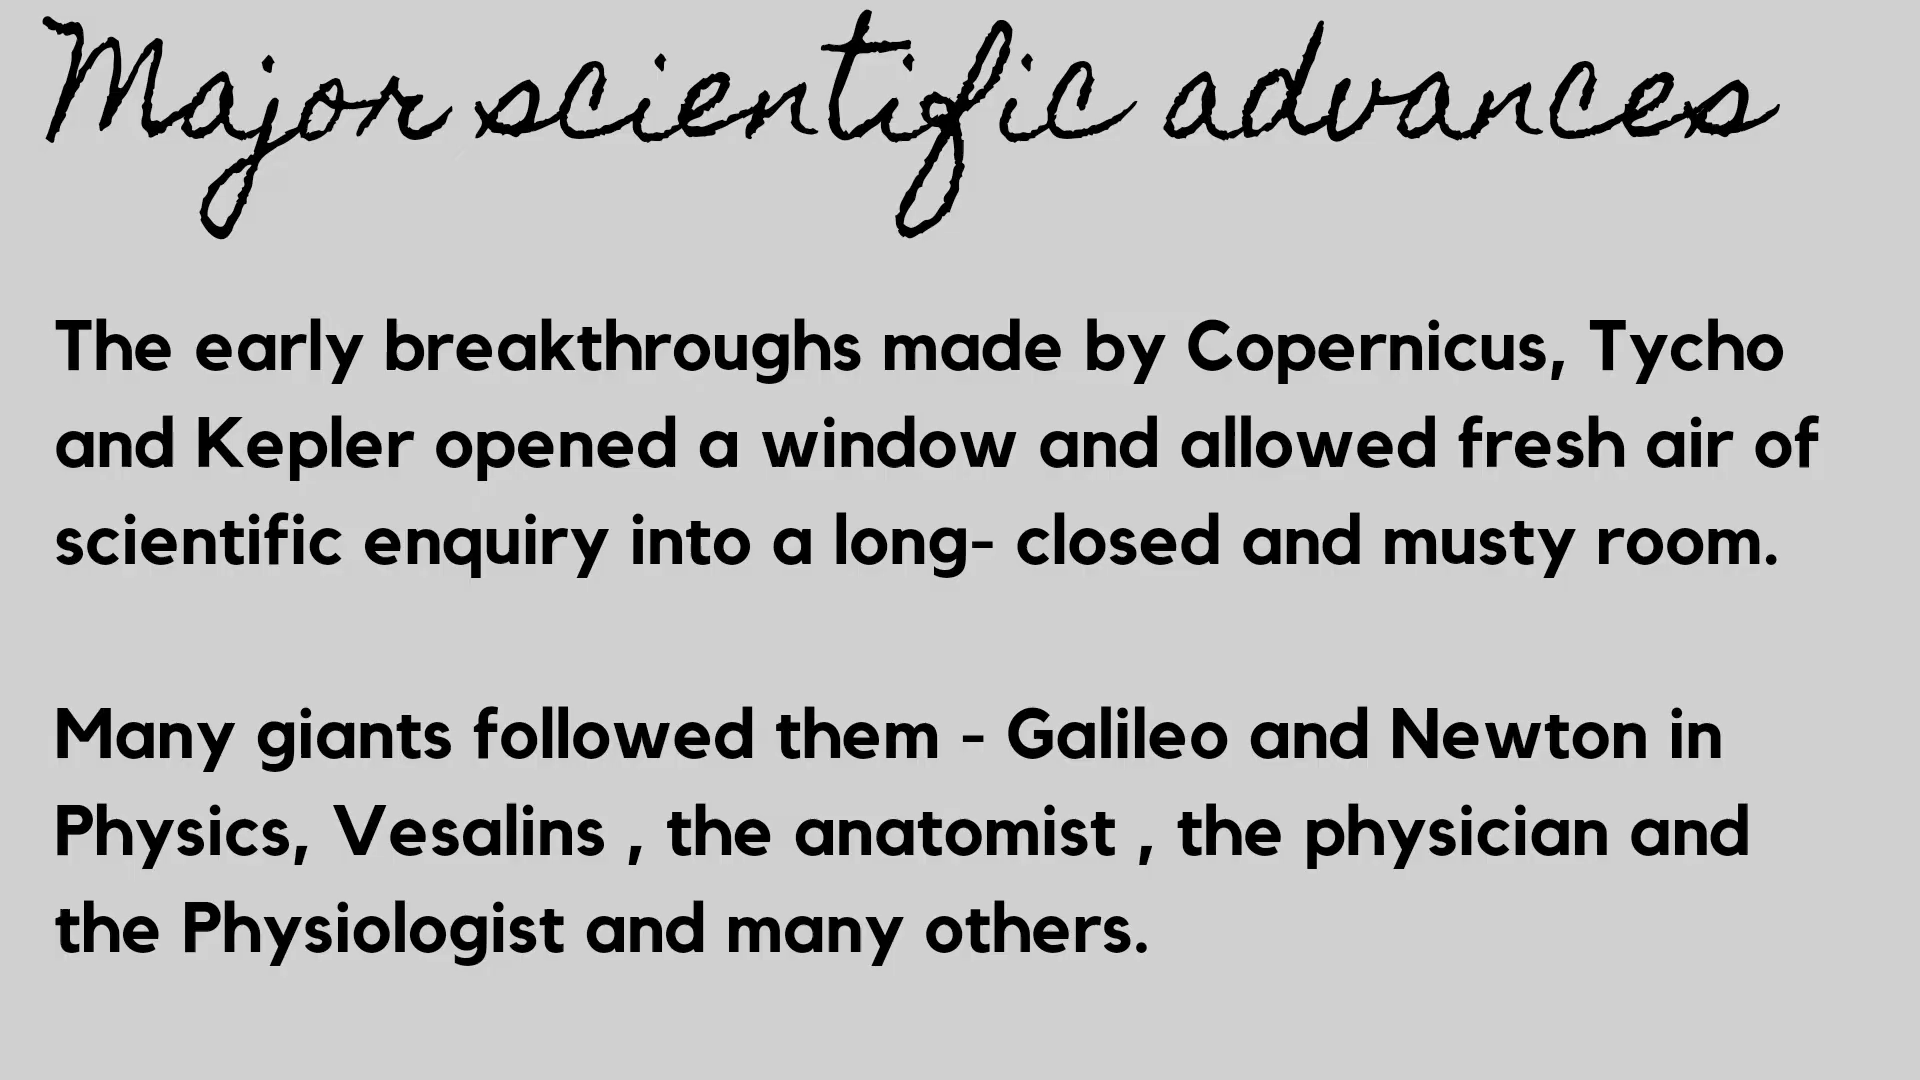 Major scientific advances
The early breakthroughs made by Copernicus, Tycho
and Kepler opened a window and allowed fresh air of
scientific enquiry into a long- closed and musty room.
Many giants followed them - Galileo and Newton in
Physics, Vesalins , the anatomist , the physician and
the Physiologist and many others.